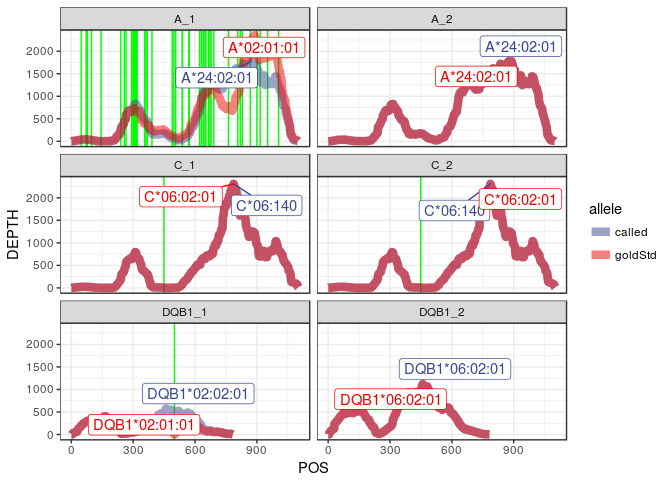 A_1
A_2
2000
1500
1000
500
0
A*02:01:01
A*24:02:01
A*24:02:01
A*24:02:01
C_1
C_2
2000
1500
1000
500
0
C*06:02:01
C*06:140
C*06:140
C*06:02:01
DQB1_1
DQB1_2
2000
1500
1000
500
0
DQB1*02:02:01
DQB1*02:01:01
DQB1*06:02:01
DQB1*06:02:01
0 300 600 900
0 300 600 900
POS
DEPTH
allele
called
goldStd